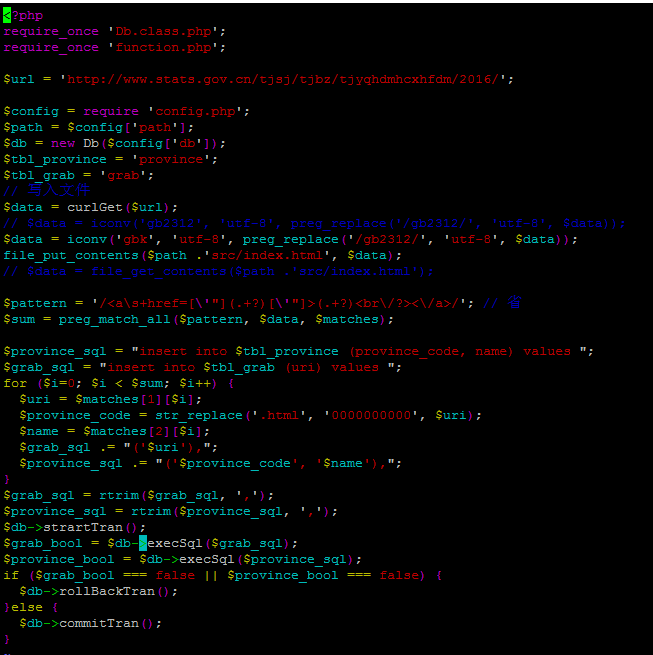 <?php
require_once 'Db.class.php';
require_once 'function.php';
$url = 'http://www.stats.gov.cn/tjsj/tjbz/tjyqhdmhcxhfdm/2016/';
$config = require 'config.php';
$path = $config['path'];
$db = new Db($config['db']);
$tbl_province = 'province';
$tbl_grab = 'grab';
// 写入文件
$data = curlGet($url);
// $data = iconv('gb2312', 'utf-8', preg_replace('/gb2312/', 'utf-8', $data));
$data = iconv('gbk', 'utf-8', preg_replace('/gb2312/', 'utf-8', $data));
file_put_contents($path .'src/index.html', $data);
// $data = file_get_contents($path .'src/index.html');
$pattern = '/<a\s+href=[\'"](.+?)[\'"]>(.+?)<br\/?><\/a>/'; // 省
$sum = preg_match_all($pattern, $data, $matches);
$province_sql = "insert into $tbl_province (province_code, name) values ";
$grab_sql = "insert into $tbl_grab (uri) values ";
for ($i=0; $i < $sum; $i++) {
  $uri = $matches[1][$i];
  $province_code = str_replace('.html', '0000000000', $uri);
  $name = $matches[2][$i];
  $grab_sql .= "('$uri'),";
  $province_sql .= "('$province_code', '$name'),";
}
$grab_sql = rtrim($grab_sql, ',');
$province_sql = rtrim($province_sql, ',');
$db->strartTran();
$grab_bool = $db->execSql($grab_sql);
$province_bool = $db->execSql($province_sql);
if ($grab_bool === false || $province_bool === false) {
  $db->rollBackTran();
}else {
  $db->commitTran();
}